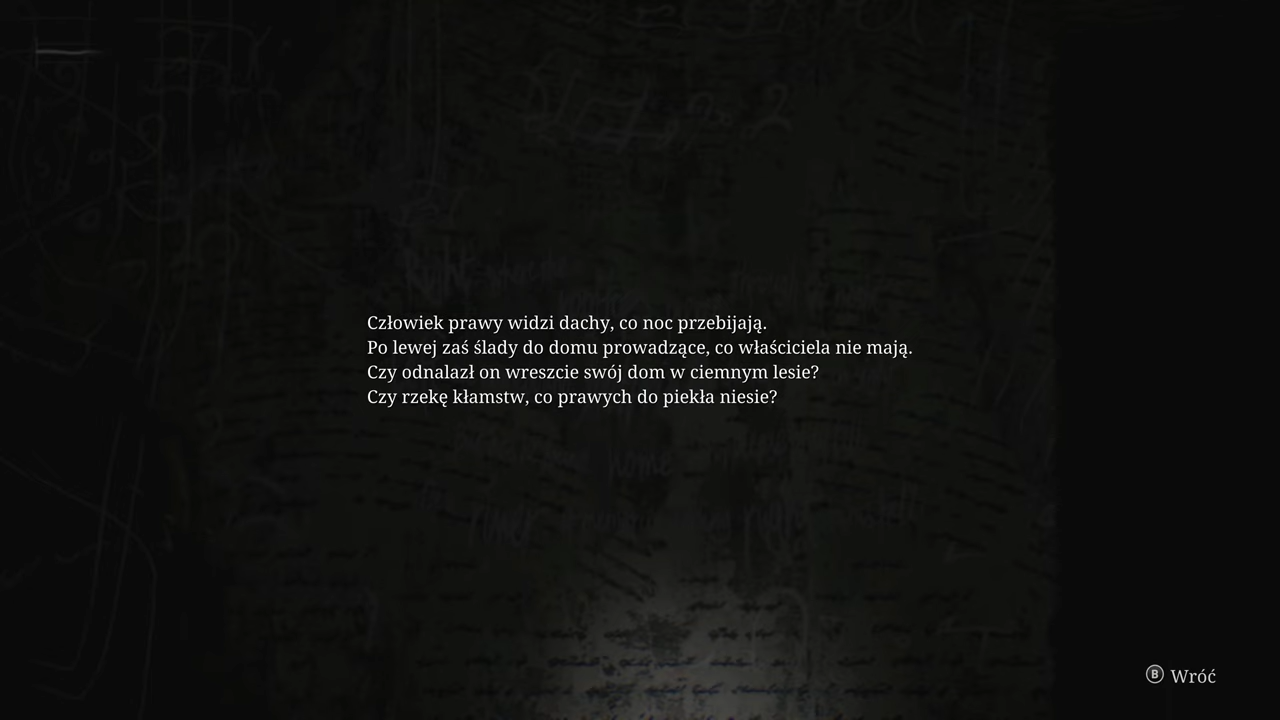 Człowiek prawy widzi dachy, co noc przebijają.
Po lewej zaś ślady do domu prowadzące, co właściciela nie mają.
Czy odnalazł on wreszcie swój dom w ciemnym lesie?
Czy rzekę kłamstw, co prawych do piekła niesie?
B Wróć